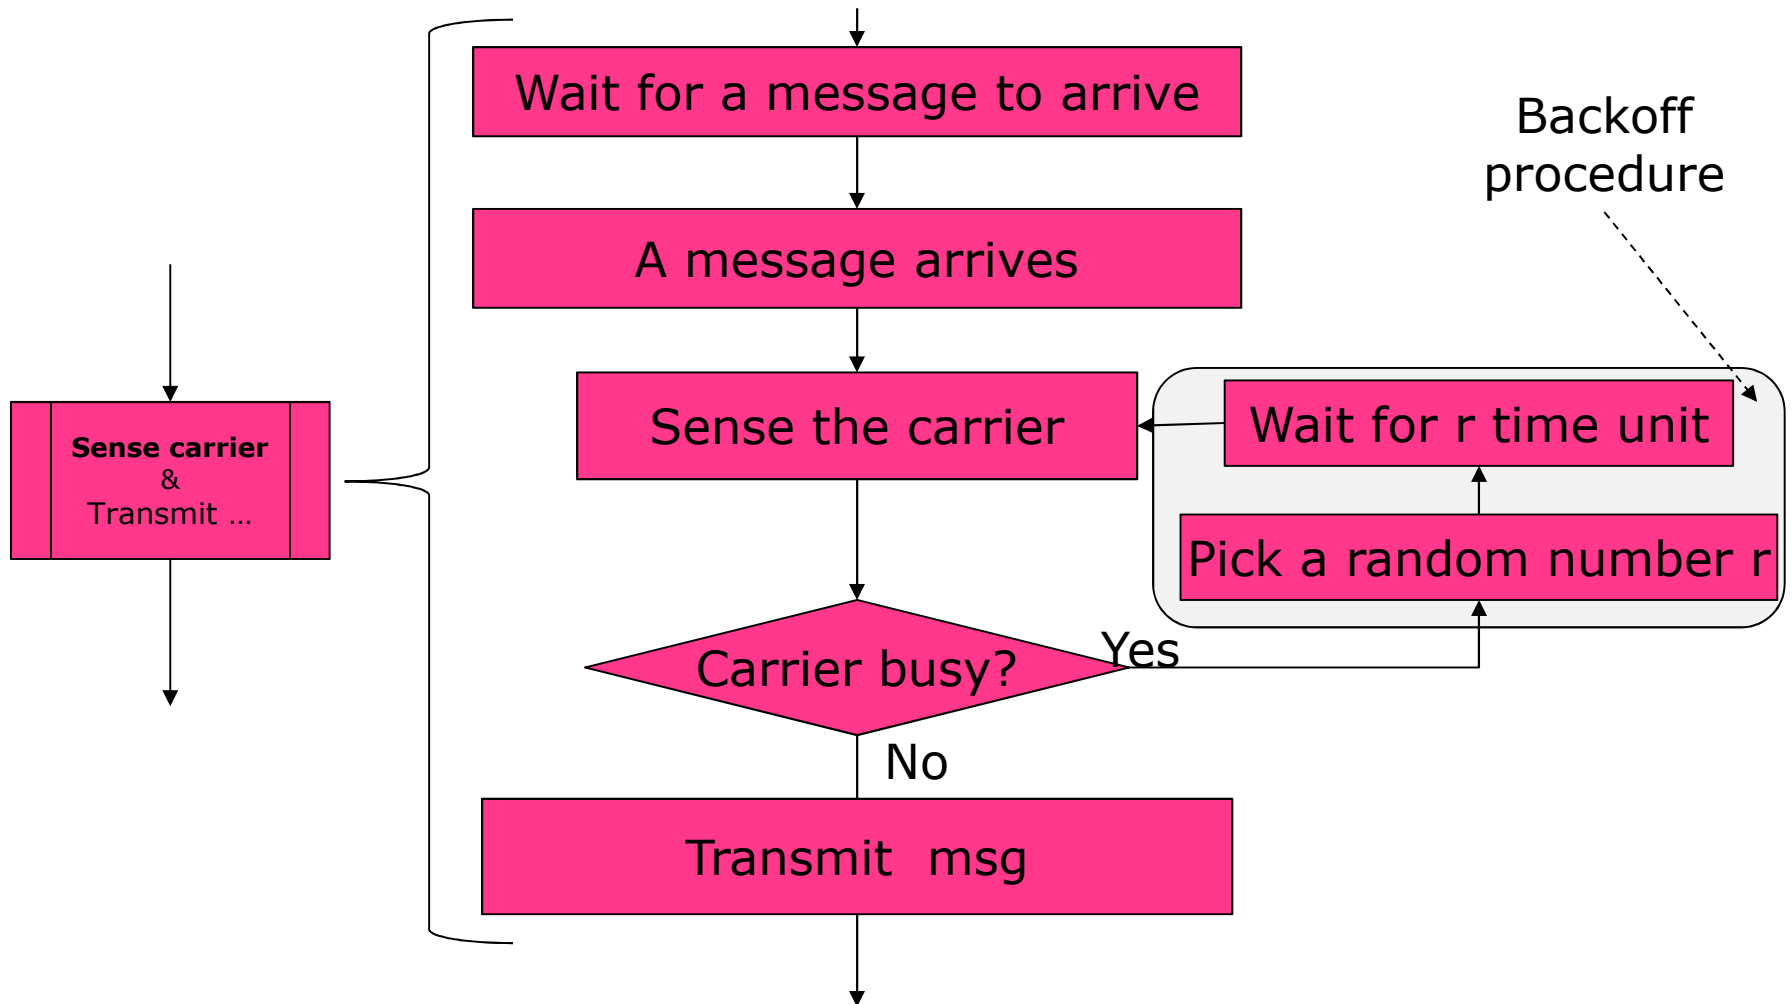 Wait for a message to arrive
Backoff
procedure
A message arrives
Sense the carrier
Wait for r time unit
Sense carrier
&
Transmit ...
Pick a random number r
Carrier busy?
Yes
No
Transmit  msg